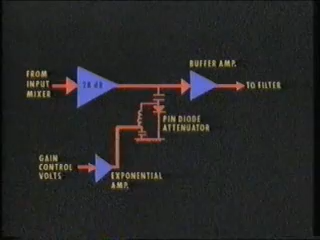 BUFFER AMP.
FROM
INPUT
MIXER
TO FILTER
PIN DIODE
ATTENUATOR
GAIN
CONTROL
VOLTS
EXPONENTIAL
AMP.